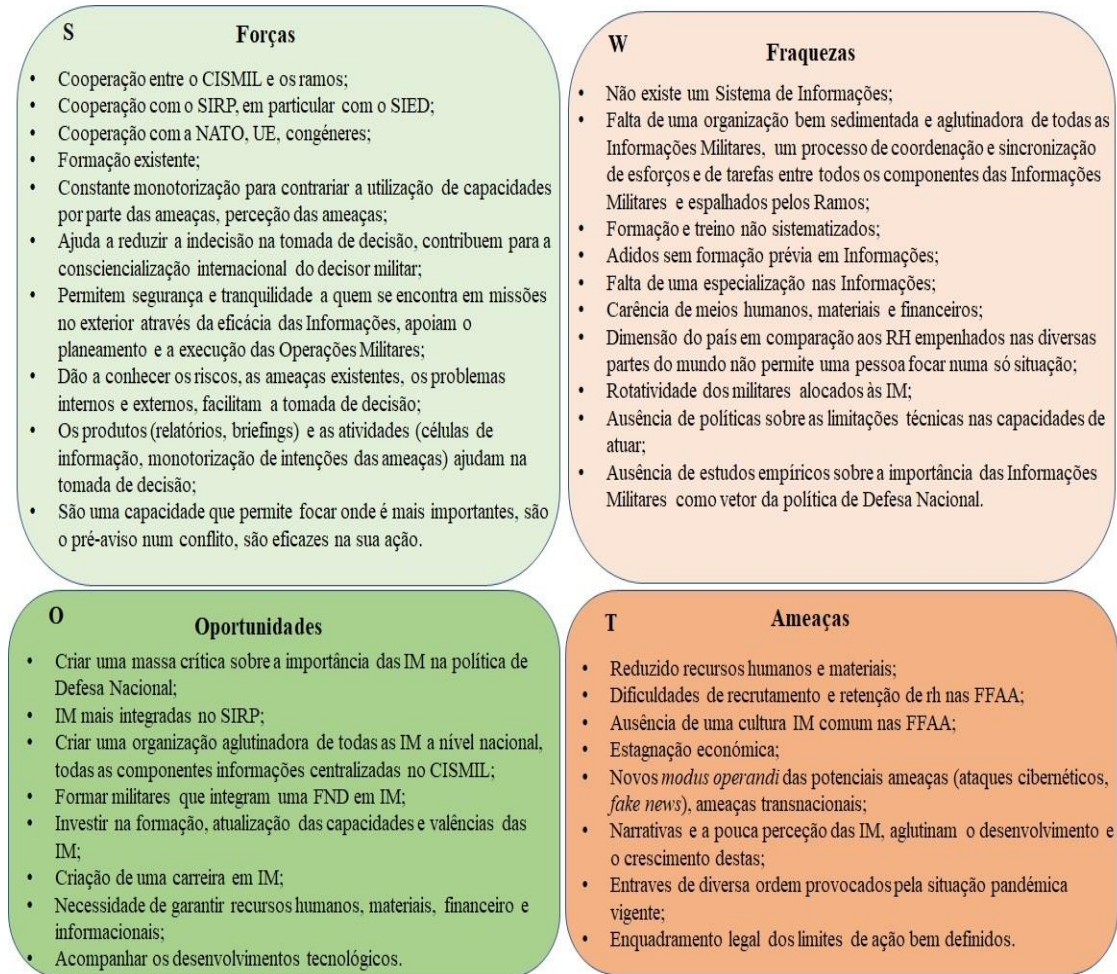 S
Forças
• Cooperação entre o CISMIL e os ramos;
• Cooperação com o SIRP, em particular com o SIED;
• Cooperação com a NATO, UE, congéneres;
• Formação existente;
• Constante monotorização para contrariar a utilização de capacidades
por parte das ameaças, perceção das ameaças;
• Ajuda a reduzir a indecisão na tomada de decisão, contribuem para a
consciencialização internacional do decisor militar;
• Permitem segurança e tranquilidade a quem se encontra em missões
no exterior através da eficácia das Informações, apoiam o
planeamento e a execução das Operações Militares;
• Dão a conhecer os riscos, as ameaças existentes, os problemas
internos e externos, facilitam a tomada de decisão;
• Os produtos (relatórios, briefings) e as atividades (células de
informação, monotorização de intenções das ameaças) ajudam na
tomada de decisão;
• São uma capacidade que permite focar onde é mais importantes, são
o pré-aviso num conflito, são eficazes na sua ação.
W
Fraquezas
• Não existe um Sistema de Informações;
• Falta de uma organização bem sedimentada e aglutinadora de todas as
Informações Militares, um processo de coordenação e sincronização
de esforços e de tarefas entre todos os componentes das Informações
Militares e espalhados pelos Ramos;
• Formação e treino não sistematizados;
• Adidos sem formação prévia em Informações;
• Falta de uma especialização nas Informações;
• Carência de meios humanos, materiais e financeiros;
• Dimensão do país em comparação aos RH empenhados nas diversas
partes do mundo não permite uma pessoa focar numa só situação;
• Rotatividade dos militares alocados às IM;
• Ausência de políticas sobre as limitações técnicas nas capacidades de
atuar;
• Ausência de estudos empíricos sobre a importância das Informações
Militares como vetor da política de Defesa Nacional.
O
Oportunidades
• Criar uma massa crítica sobre a importância das IM na política de
Defesa Nacional;
• IM mais integradas no SIRP;
• Criar uma organização aglutinadora de todas as IM a nível nacional,
todas as componentes informações centralizadas no CISMIL;
• Formar militares que integram uma FND em IM;
• Investir na formação, atualização das capacidades e valências das
IM;
• Criação de uma carreira em IM;
• Necessidade de garantir recursos humanos, materiais, financeiro e
informacionais;
• Acompanhar os desenvolvimentos tecnológicos.
T
Ameaças
• Reduzido recursos humanos e materiais;
• Dificuldades de recrutamento e retenção de rh nas FFAA;
• Ausência de uma cultura IM comum nas FFAA;
• Estagnação económica;
• Novos modus operandi das potenciais ameaças (ataques cibernéticos,
fake news), ameaças transnacionais;
• Narrativas e a pouca perceção das IM, aglutinam o desenvolvimento e
o crescimento destas;
• Entraves de diversa ordem provocados pela situação pandémica
vigente;
• Enquadramento legal dos limites de ação bem definidos.